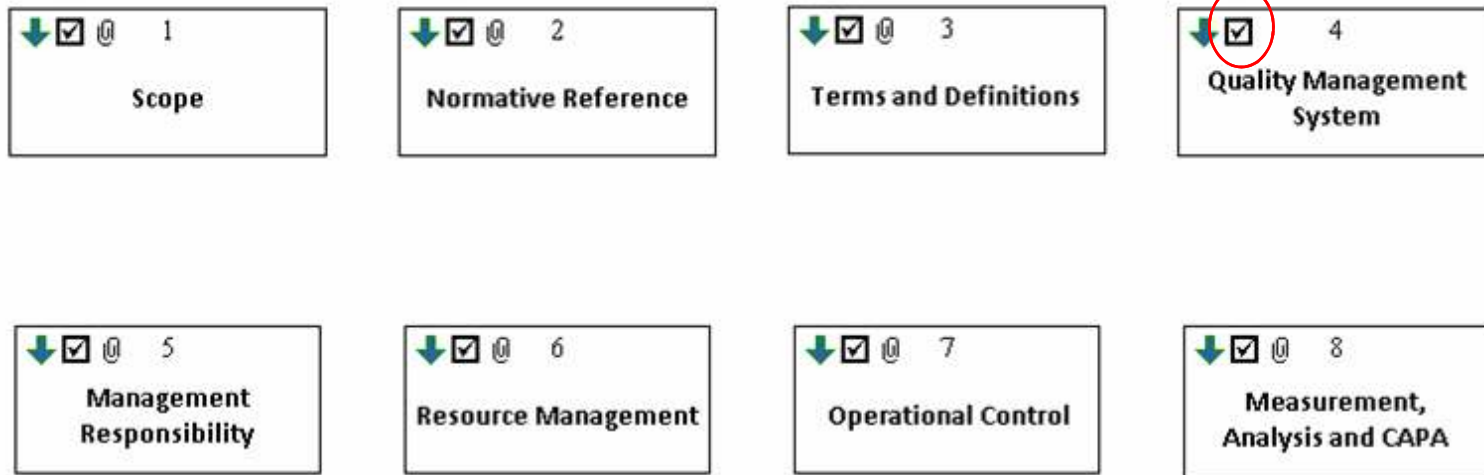 1
Scope
2
Normative Reference
3
Terms and Definitions
4
Quality Management
System
5
Management
Responsibility
6
Resource Management
7
Operational Control
8
Measurement,
Analysis and CAPA